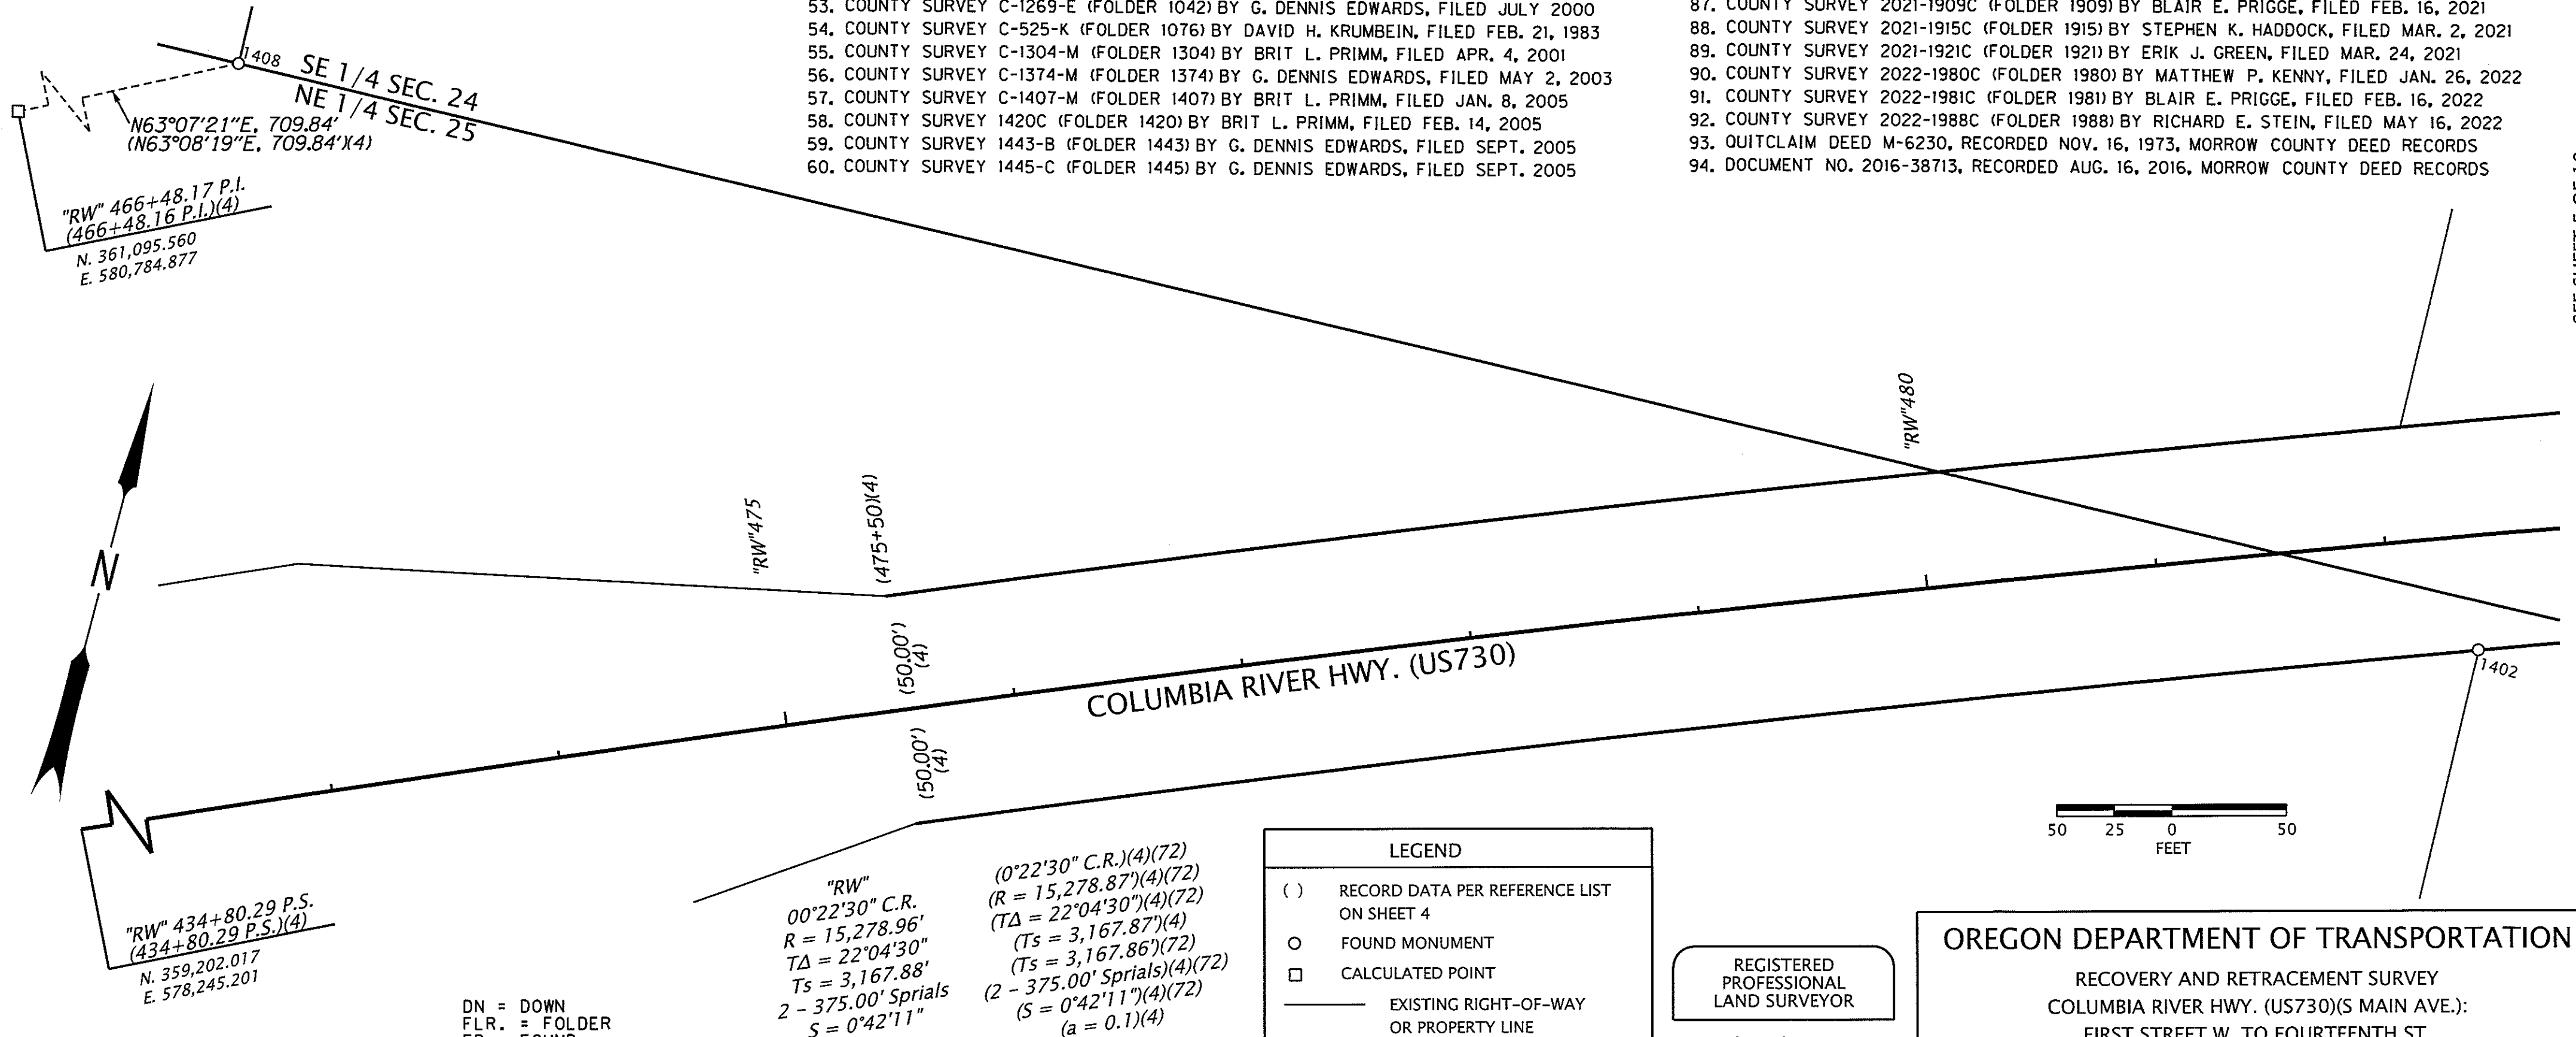 53. COUNTY SURVEY C-1269-E (FOLDER 1042) BY G. DENNIS EDWARDS, FILED JULY 2000
54. COUNTY SURVEY C-525-K (FOLDER 1076) BY DAVID H. KRUMBEIN, FILED FEB. 21, 1983
55. COUNTY SURVEY C-1304-M (FOLDER 1304) BY BRIT L. PRIMM, FILED APR. 4, 2001
56. COUNTY SURVEY C-1374-M (FOLDER 1374) BY G. DENNIS EDWARDS, FILED MAY 2, 2003
57. COUNTY SURVEY C-1407-M (FOLDER 1407) BY BRIT L. PRIMM, FILED JAN. 8, 2005
58. COUNTY SURVEY 1420C (FOLDER 1420) BY BRIT L. PRIMM, FILED FEB. 14, 2005
59. COUNTY SURVEY 1443-B (FOLDER 1443) BY G. DENNIS EDWARDS, FILED SEPT. 2005
60. COUNTY SURVEY 1445-C (FOLDER 1445) BY G. DENNIS EDWARDS, FILED SEPT. 2005
87. COUNTY SURVEY 2021-1909C (FOLDER 1909) BY BLAIR E. PRIGGE, FILED FEB. 16, 2021
88. COUNTY SURVEY 2021-1915C (FOLDER 1915) BY STEPHEN K. HADDOCK, FILED MAR. 2, 2021
89. COUNTY SURVEY 2021-1921C (FOLDER 1921) BY ERIK J. GREEN, FILED MAR. 24, 2021
90. COUNTY SURVEY 2022-1980C (FOLDER 1980) BY MATTHEW P. KENNY, FILED JAN. 26, 2022
91. COUNTY SURVEY 2022-1981C (FOLDER 1981) BY BLAIR E. PRIGGE, FILED FEB. 16, 2022
92. COUNTY SURVEY 2022-1988C (FOLDER 1988) BY RICHARD E. STEIN, FILED MAY 16, 2022
93. QUITCLAIM DEED M-6230, RECORDED NOV. 16, 1973, MORROW COUNTY DEED RECORDS
94. DOCUMENT NO. 2016-38713, RECORDED AUG. 16, 2016, MORROW COUNTY DEED RECORDS
1408
SE 1/4 SEC. 24
NE 1/4 SEC. 25
N63°07'21"E, 709.84'
(N63°08'19"E, 709.84')(4)
"RW" 466+48.17 P.I.
(466+48.16 P.I.)(4)
N. 361,095.560
E. 580,784.877
N
"RW"475
(475+50)(4)
"RW"480
(50.00')
(4)
(50.00')
(4)
COLUMBIA RIVER HWY. (US730)
1402
50 25 0 50
FEET
"RW" 434+80.29 P.S.
(434+80.29 P.S.)(4)
N. 359,202.017
E. 578,245.201
DN = DOWN
FLR. = FOLDER
"RW"
00°22'30" C.R.
R = 15,278.96'
TΔ = 22°04'30"
Ts = 3,167.88'
2 - 375.00' Sprials
S = 0°42'11"
(0°22'30" C.R.)(4)(72)
(R = 15,278.87')(4)(72)
(TΔ = 22°04'30")(4)(72)
(Ts = 3,167.87')(4)
(Ts = 3,167.86')(72)
(2 - 375.00' Sprials)(4)(72)
(S = 0°42'11")(4)(72)
(a = 0.1)(4)
LEGEND
( ) RECORD DATA PER REFERENCE LIST
ON SHEET 4
FOUND MONUMENT
CALCULATED POINT
EXISTING RIGHT-OF-WAY
OR PROPERTY LINE
REGISTERED
PROFESSIONAL
LAND SURVEYOR
OREGON DEPARTMENT OF TRANSPORTATION
RECOVERY AND RETRACEMENT SURVEY
COLUMBIA RIVER HWY. (US730)(S MAIN AVE.):
FIRST STREET W. TO FOURTEENTH ST.